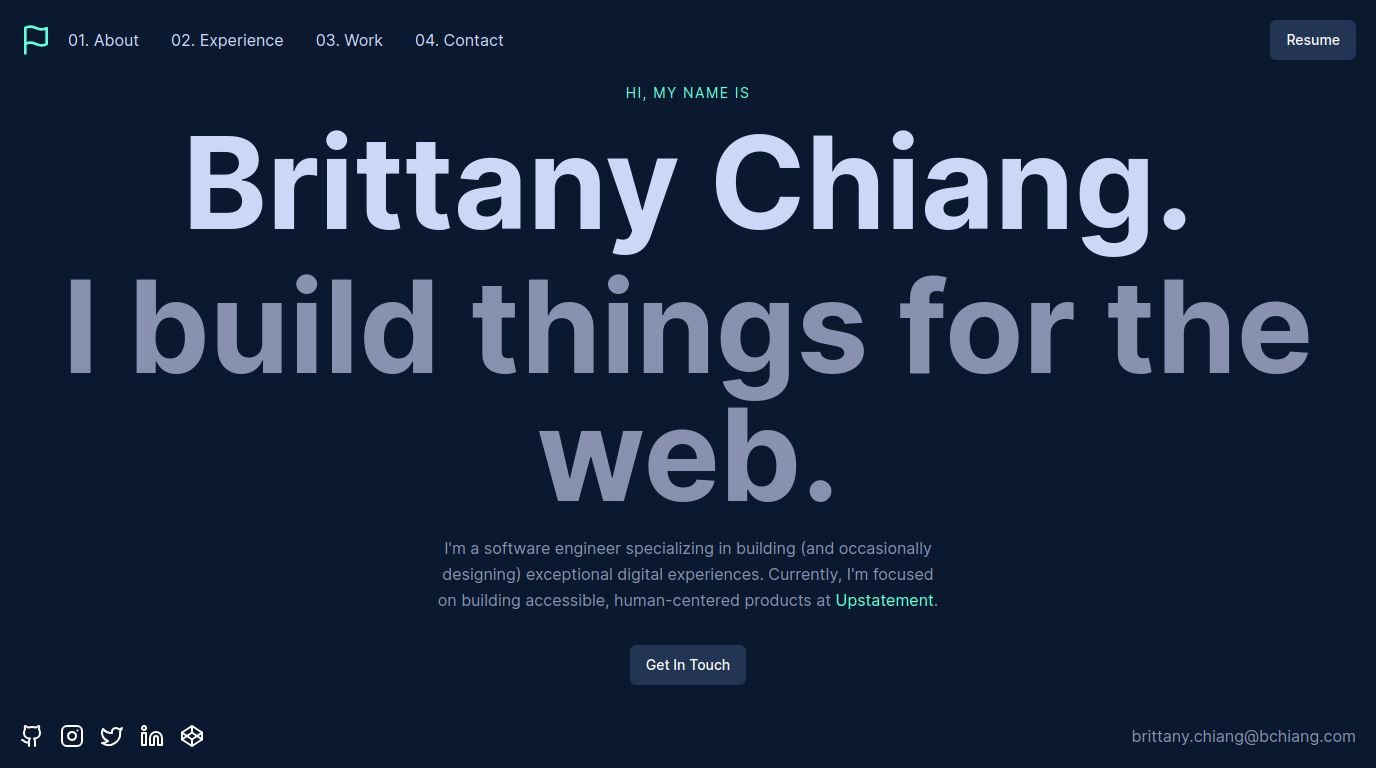 01. About 02. Experience 03. Work 04. Contact Resume
HI, MY NAME IS
Brittany Chiang.
I build things for the
web.
I'm a software engineer specializing in building (and occasionally
designing) exceptional digital experiences. Currently, I'm focused
on building accessible, human-centered products at Upstatement.
Get In Touch
brittany.chiang@bchiang.com